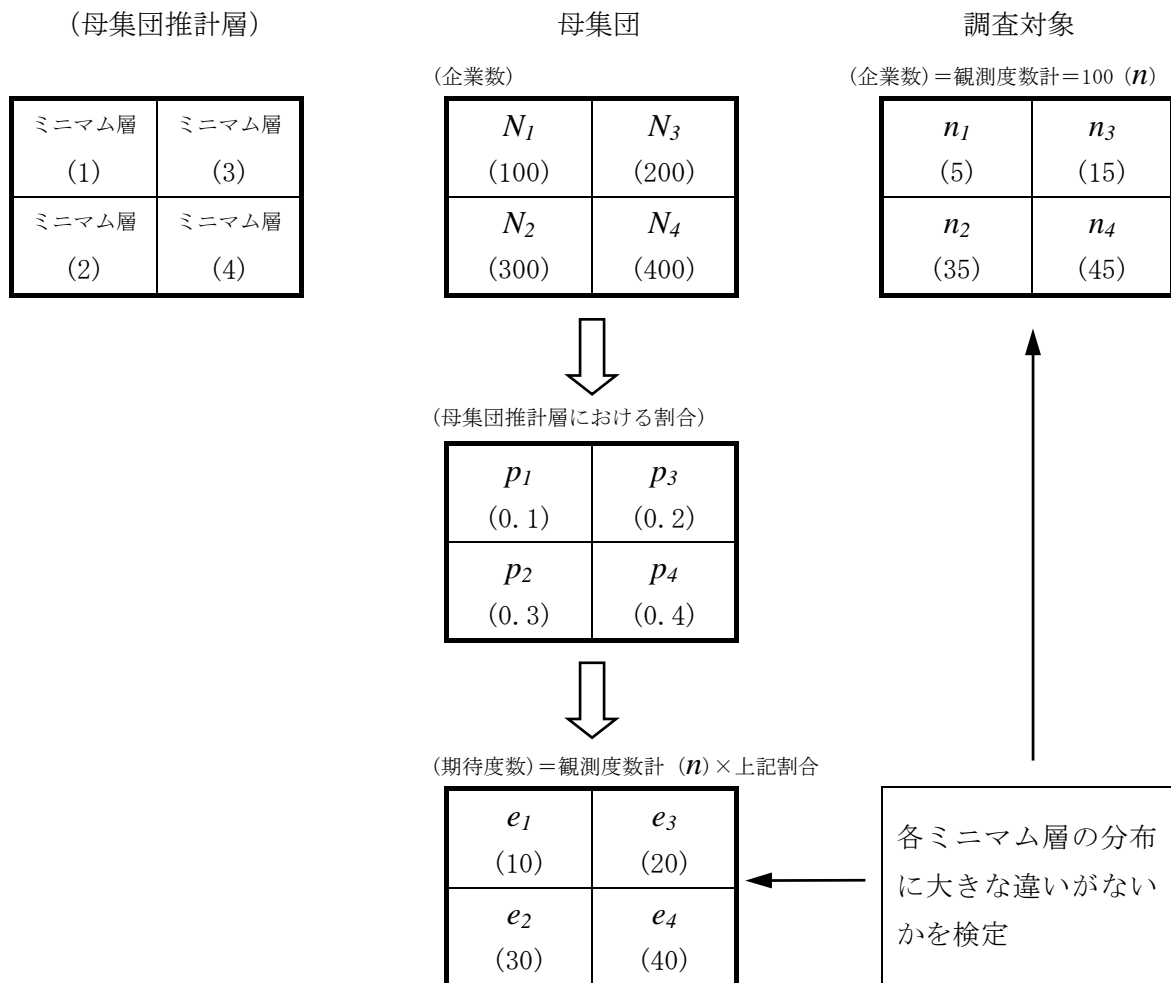 (母集団推計層)
母集団
調査対象
(企業数)
(企業数)＝観測度数計＝100 (n)
ミニマム層 ミニマム層
(1) (3)
ミニマム層 ミニマム層
(2) (4)
N1 N3
(100) (200)
N2 N4
(300) (400)
n1 n3
(5) (15)
n2 n4
(35) (45)
(母集団推計層における割合)
p1 p3
(0.1) (0.2)
p2 p4
(0.3) (0.4)
(期待度数)＝観測度数計 (n)×上記割合
e1 e3
(10) (20)
e2 e4
(30) (40)
各ミニマム層の分布
に大きな違いがない
かを検定